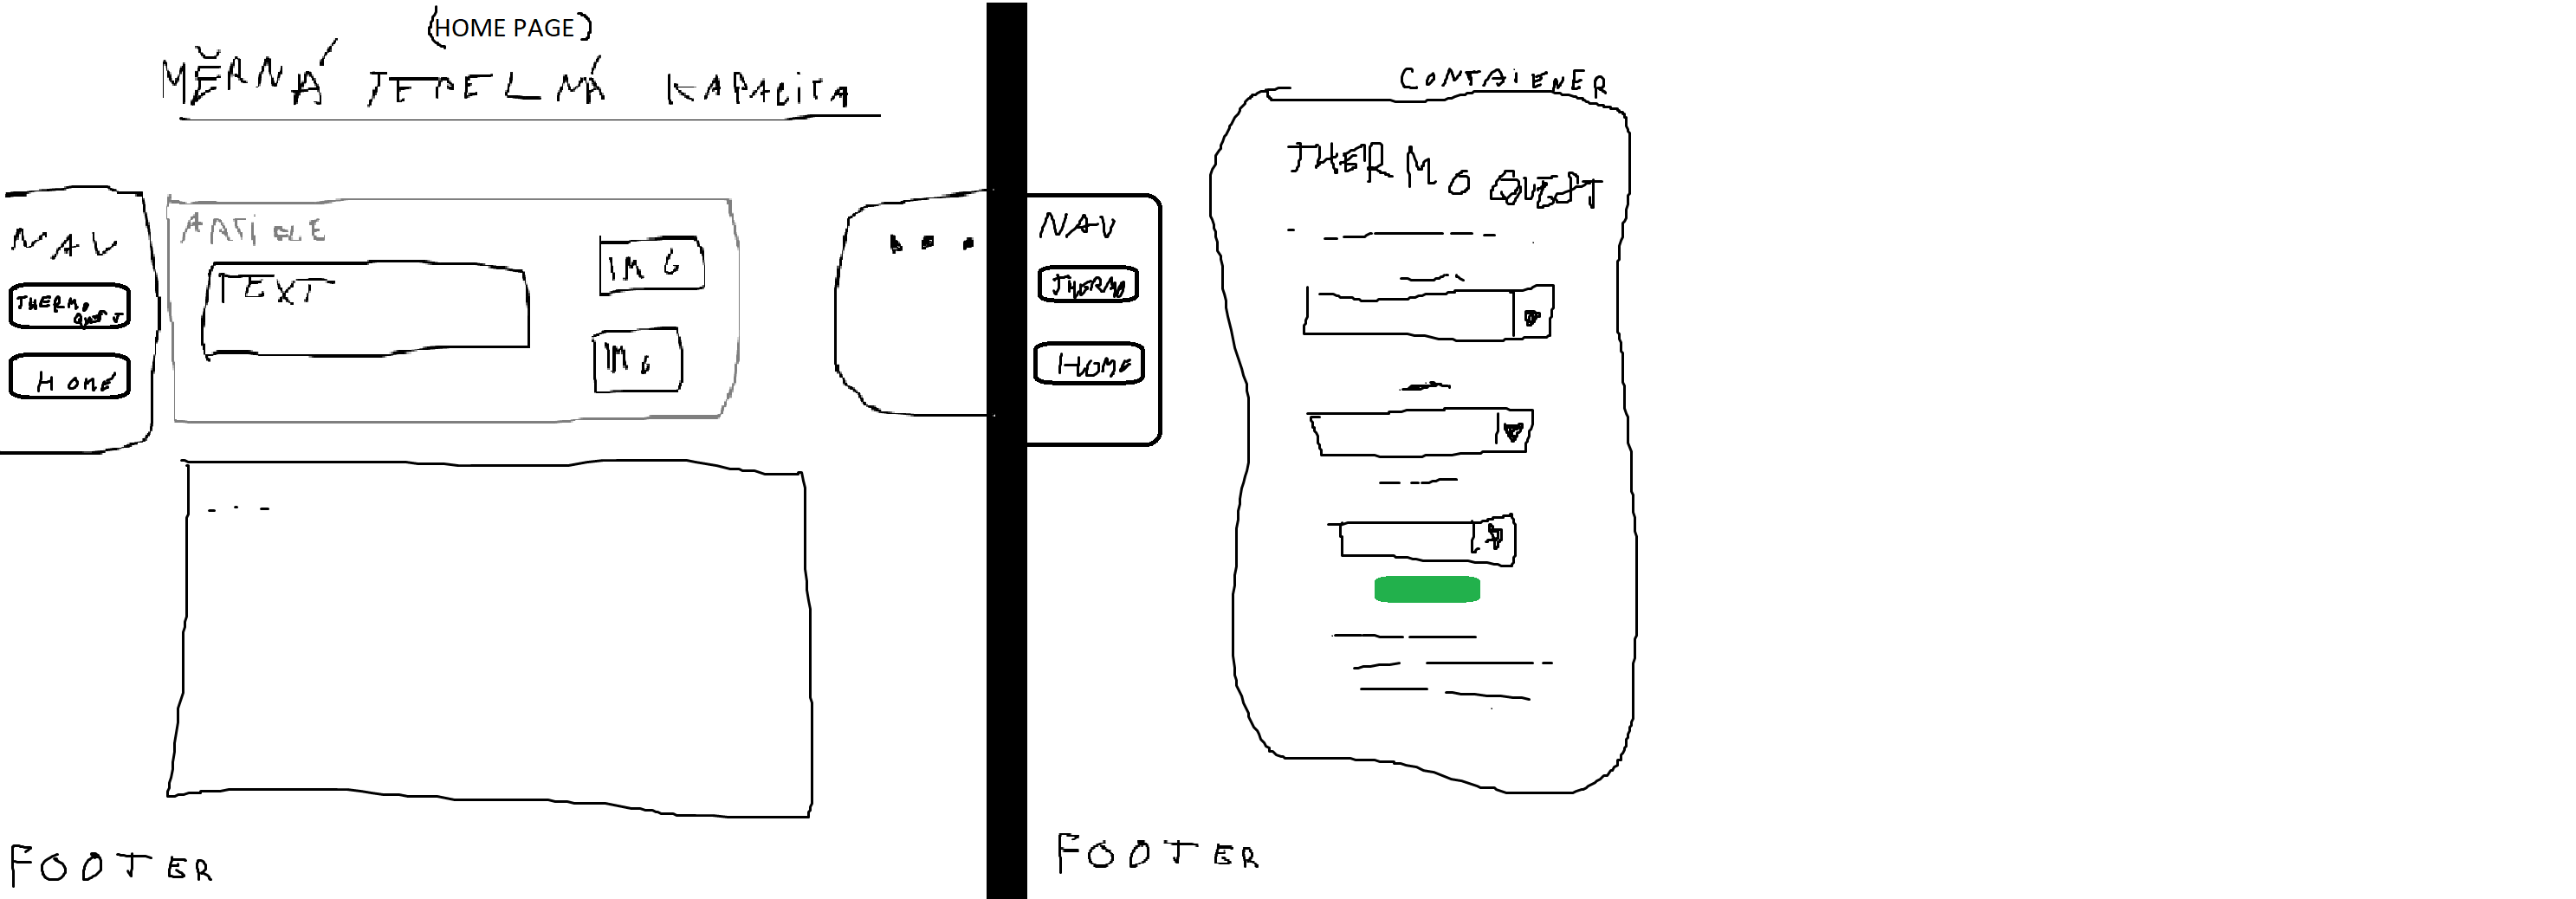 (HOME PAGE)
MĚRNÁ TEPELNÁ KAPACITA
NAV
THERMO
QUEST
HOME
ARTICLE
TEXT
IMG
IMG
...
- - -
FOOTER
CONTAIENER
NAV
THERMO
HOME
THERMO QUEST
FOOTER